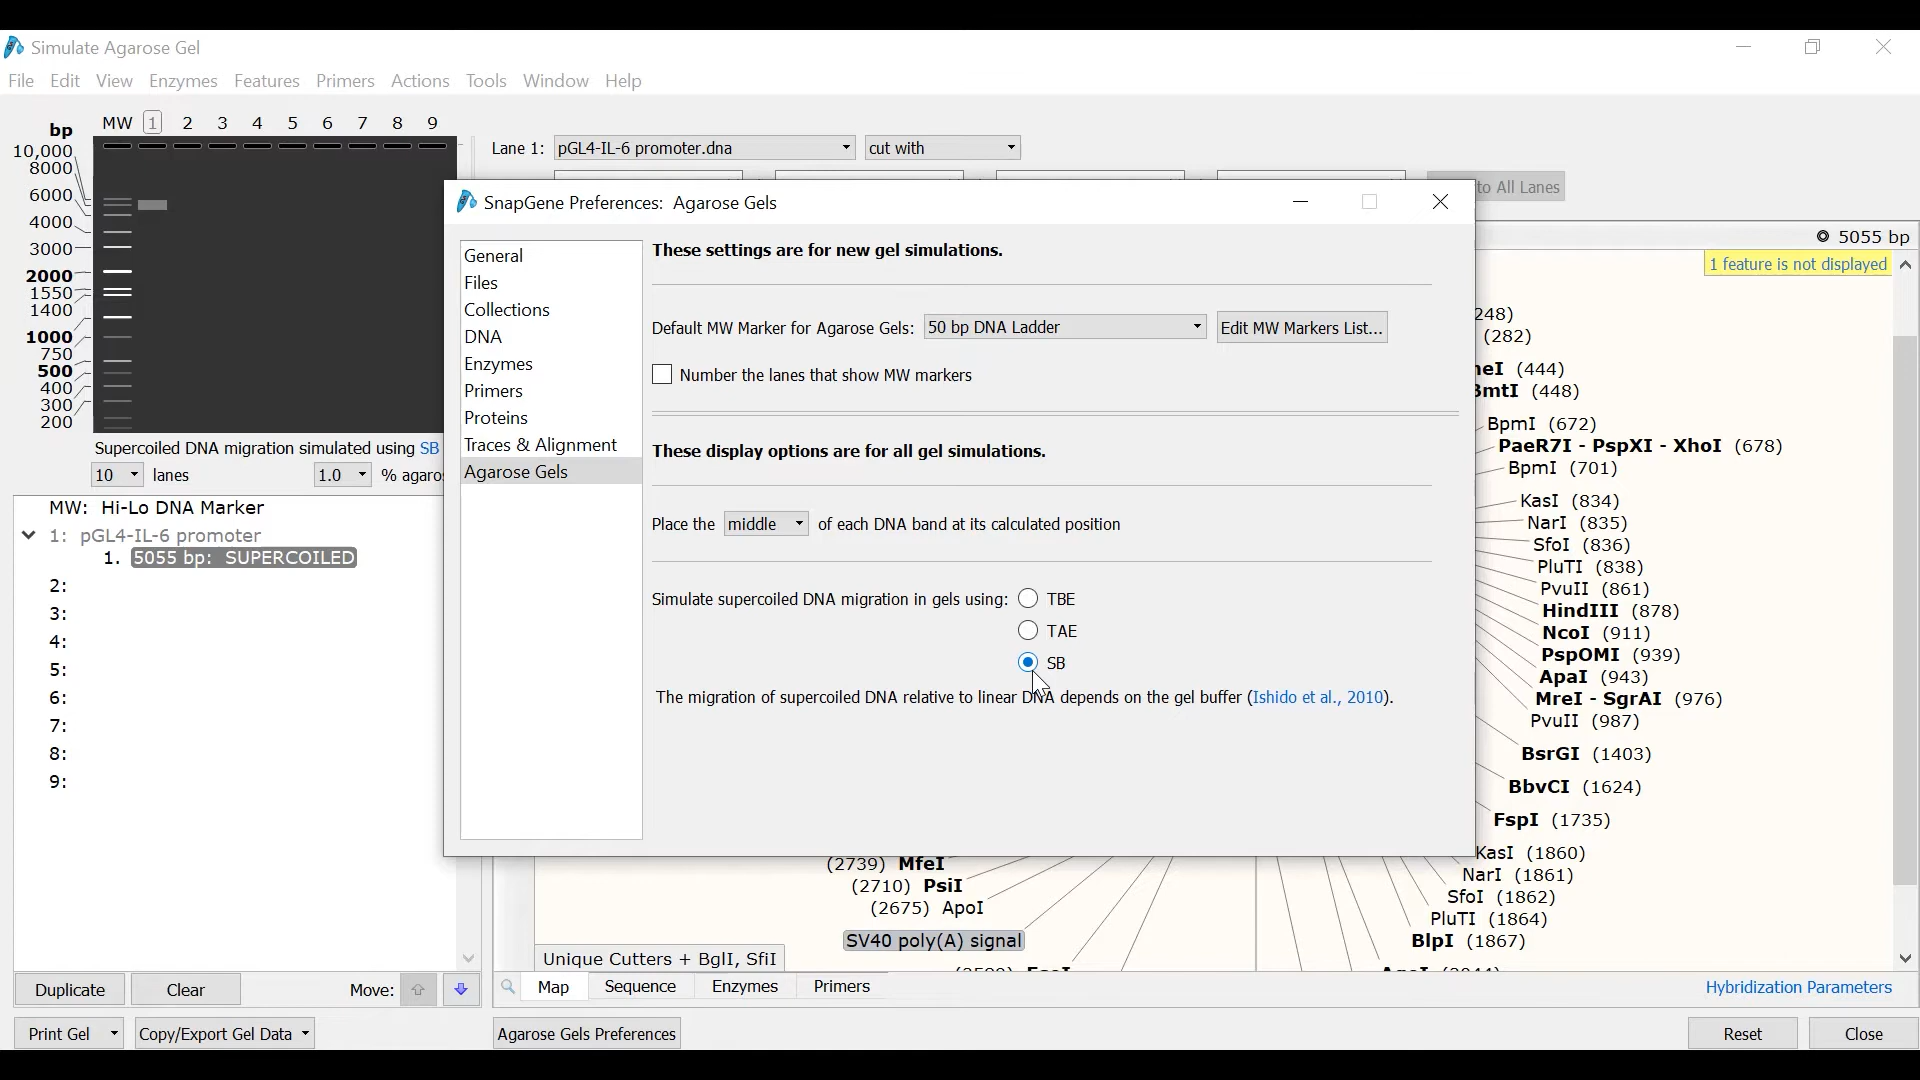 Simulate Agarose Gel
File Edit View Enzymes Features Primers Actions Tools Window Help
MW 1 2 3 4 5 6 7 8 9
bp
10,000
8000
6000
4000
3000
2000
1550
1400
1000
750
500
400
300
200
Supercoiled DNA migration simulated using SB
10 lanes 1.0 % agaro
MW: Hi-Lo DNA Marker
1: pGL4-IL-6 promoter
1. 5055 bp: SUPERCOILED
2:
3:
4:
5:
6:
7:
8:
9:
Duplicate Clear Move:
Print Gel Copy/Export Gel Data Agarose Gels Preferences Reset Close
Lane 1: pGL4-IL-6 promoter.dna cut with
to All Lanes
SnapGene Preferences: Agarose Gels
General
Files
Collections
DNA
Enzymes
Primers
Proteins
Traces & Alignment
Agarose Gels
These settings are for new gel simulations.
Default MW Marker for Agarose Gels: 50 bp DNA Ladder Edit MW Markers List...
Number the lanes that show MW markers
These display options are for all gel simulations.
Place the middle of each DNA band at its calculated position
Simulate supercoiled DNA migration in gels using: TBE
TAE
SB
The migration of supercoiled DNA relative to linear DNA depends on the gel buffer (Ishido et al., 2010).
5055 bp
1 feature is not displayed
248)
(282)
neI (444)
BmtI (448)
BpmI (672)
PaeR7I - PspXI - XhoI (678)
BpmI (701)
KasI (834)
NarI (835)
SfoI (836)
PluTI (838)
PvuII (861)
HindIII (878)
NcoI (911)
PspOMI (939)
ApaI (943)
MreI - SgrAI (976)
PvuII (987)
BsrGI (1403)
BbvCI (1624)
FspI (1735)
KasI (1860)
NarI (1861)
SfoI (1862)
PluTI (1864)
BlpI (1867)
(2739) MfeI
(2710) PsiI
(2675) ApoI
SV40 poly(A) signal
Unique Cutters + BglI, SfiI
Map Sequence Enzymes Primers
Hybridization Parameters